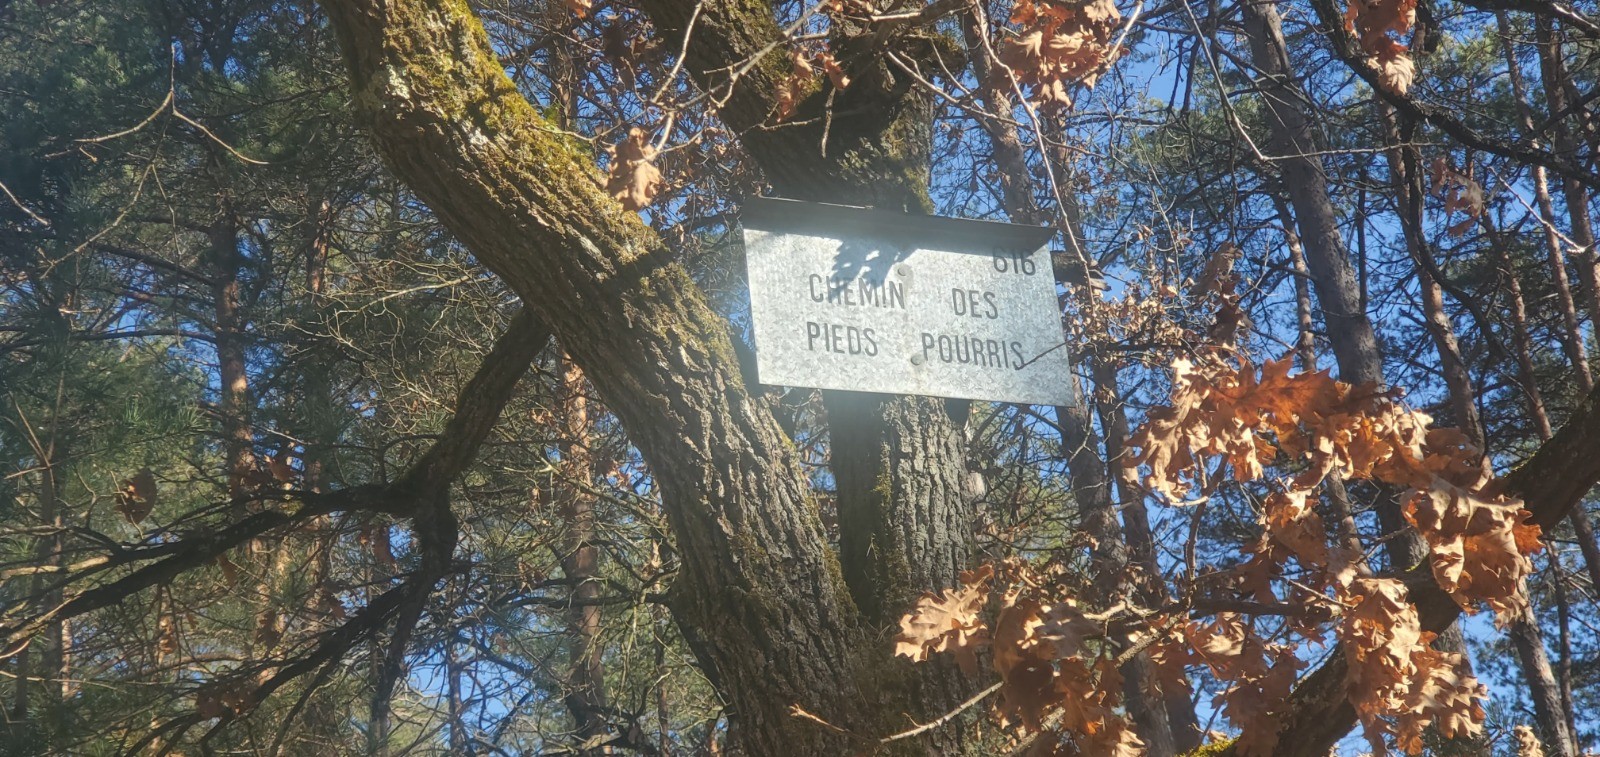 616
CHEMIN DES
PIEDS POURRIS